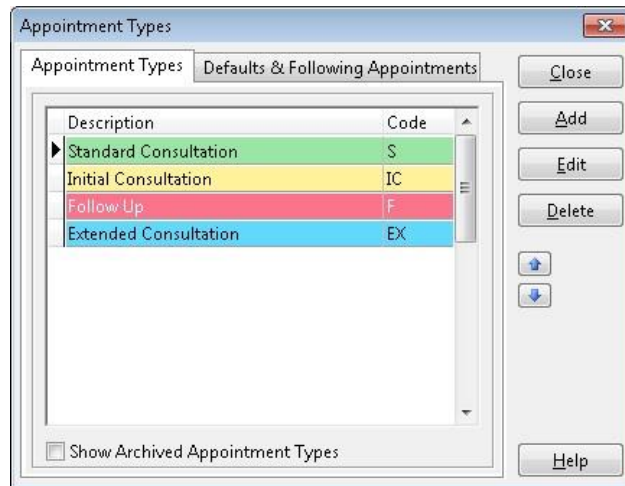 Appointment Types
Appointment Types
Defaults & Following Appointments
Close
Add
Edit
Delete
Description Code
Standard Consultation S
Initial Consultation IC
Follow Up F
Extended Consultation EX
Show Archived Appointment Types
Help